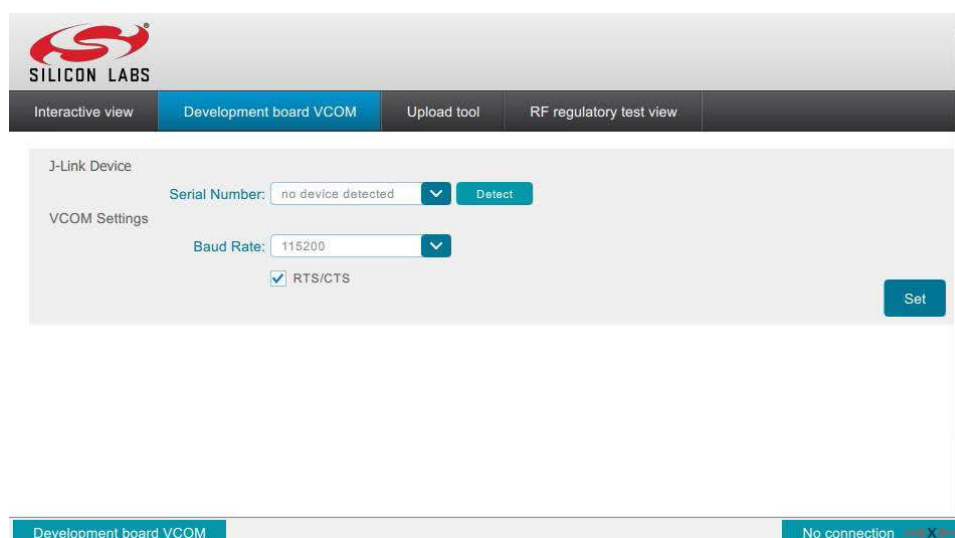 SILICON LABS
Interactive view Development board VCOM Upload tool RF regulatory test view
J-Link Device
Serial Number: no device detected Detect
VCOM Settings
Baud Rate: 115200
RTS/CTS
Set
Development board VCOM No connection X